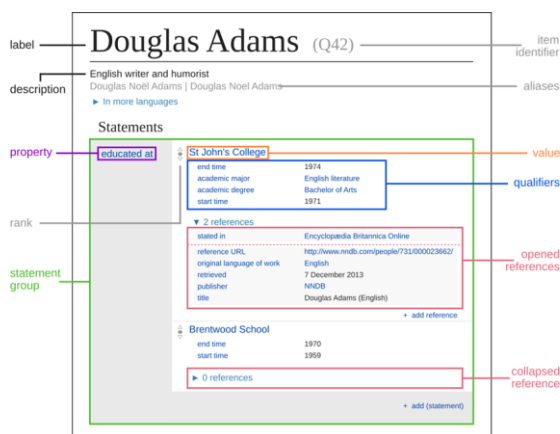 label
Douglas Adams (Q42)
item
identifier
description
English writer and humorist
Douglas Noël Adams | Douglas Noel Adams
aliases
► In more languages
Statements
property
educated at
St John's College
value
end time 1974
academic major English literature
academic degree Bachelor of Arts
start time 1971
qualifiers
rank
▼ 2 references
stated in Encyclopædia Britannica Online
reference URL http://www.nndb.com/people/731/000023662/
original language of work English
retrieved 7 December 2013
publisher NNDB
title Douglas Adams (English)
opened
references
statement
group
+ add reference
Brentwood School
end time 1970
start time 1959
► 0 references
collapsed
reference
+ add (statement)